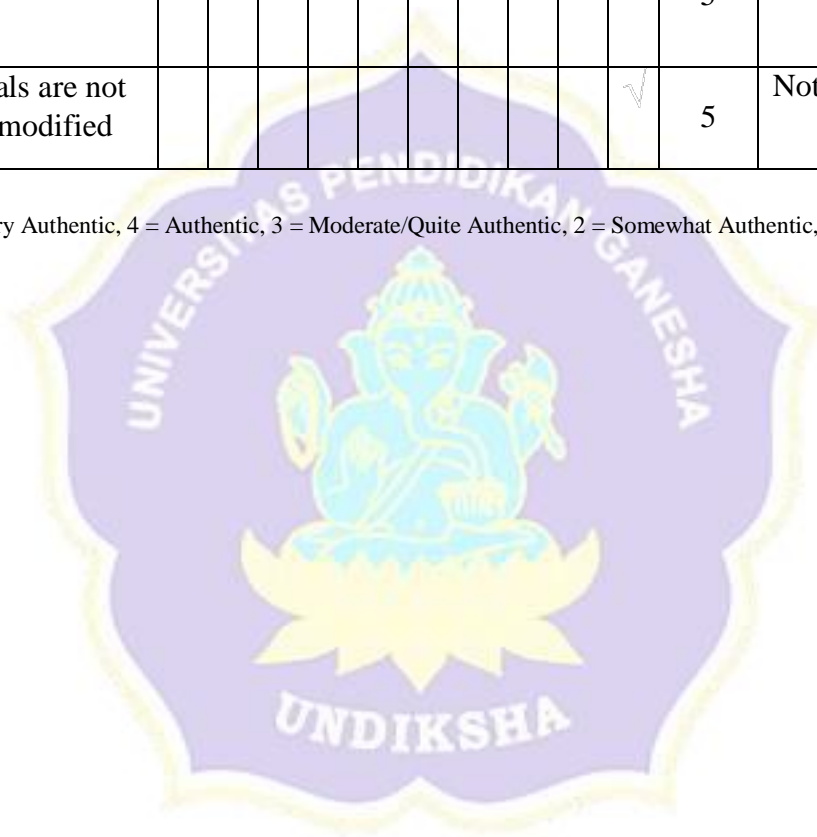 als are not
modified
√
5
Not
ry Authentic, 4 = Authentic, 3 = Moderate/Quite Authentic, 2 = Somewhat Authentic,
UNIVERSITAS PENDIDIKAN GANESHA
UNDIKSHA